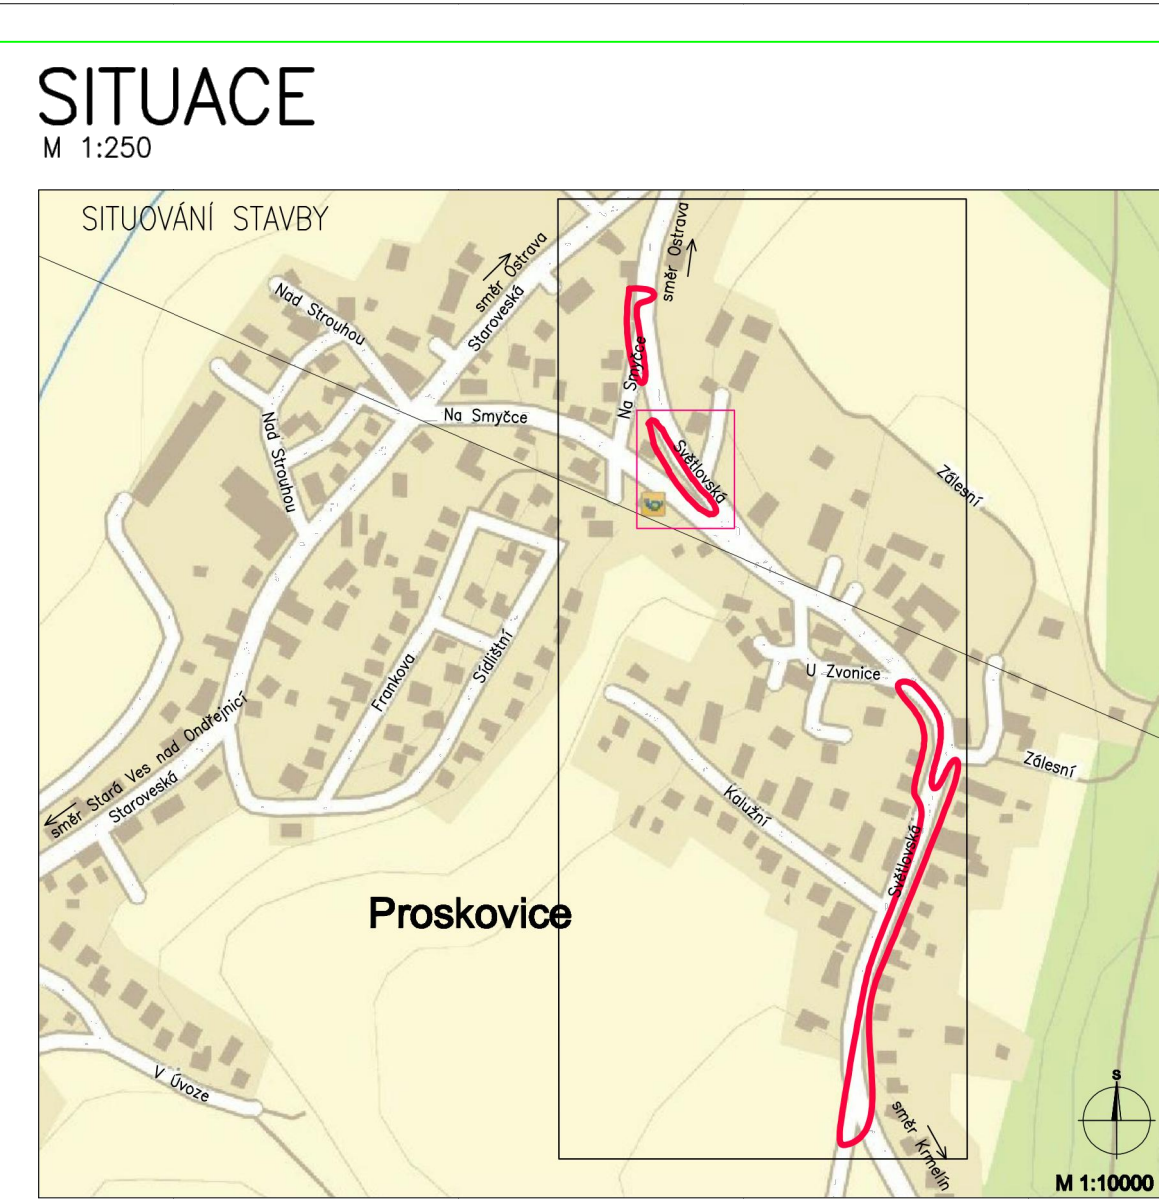 SITUACE
M 1:250
SITUOVÁNÍ STAVBY
směr Ostrava
směr Ostrava
Staroveská
Nad Strouhou
Nad Strouhou
Na Smyčce
Na Smyčce
Světlovská
Zálesní
Frankova
Sídlištní
U Zvonice
Zálesní
směr Stará Ves nad Ondřejnicí
Staroveská
Kalužní
Světlovská
Proskovice
V Úvoze
směr Krmelín
S
M 1:10000